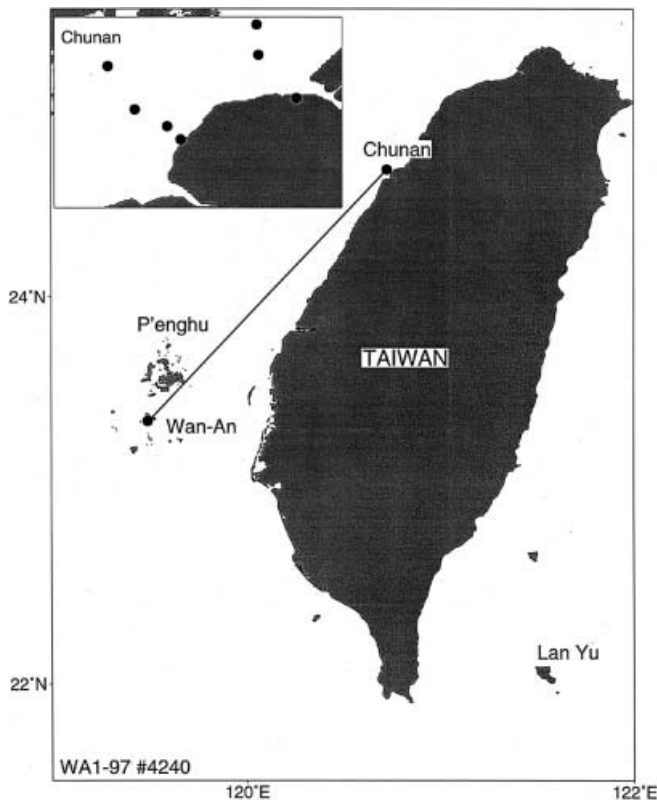 Chunan
Chunan
24°N
P'enghu
TAIWAN
Wan-An
Lan Yu
22°N
WA1-97 #4240
120°E
122°E